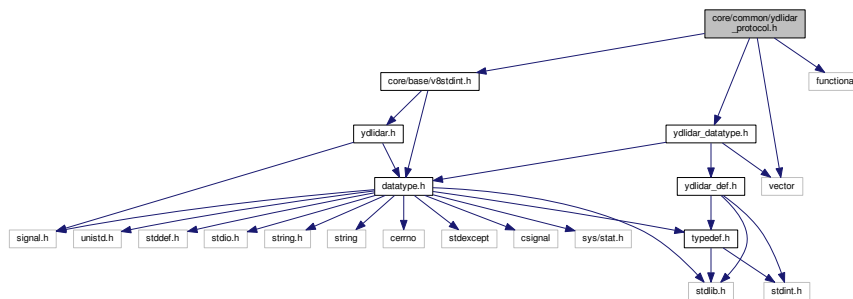 core/common/ydlidar
_protocol.h
core/base/v8stdint.h
functiona
ydlidar.h
ydlidar_datatype.h
datatype.h
ydlidar_def.h
vector
signal.h
unistd.h
stddef.h
stdio.h
string.h
string
cerrno
stdexcept
csignal
sys/stat.h
typedef.h
stdlib.h
stdint.h